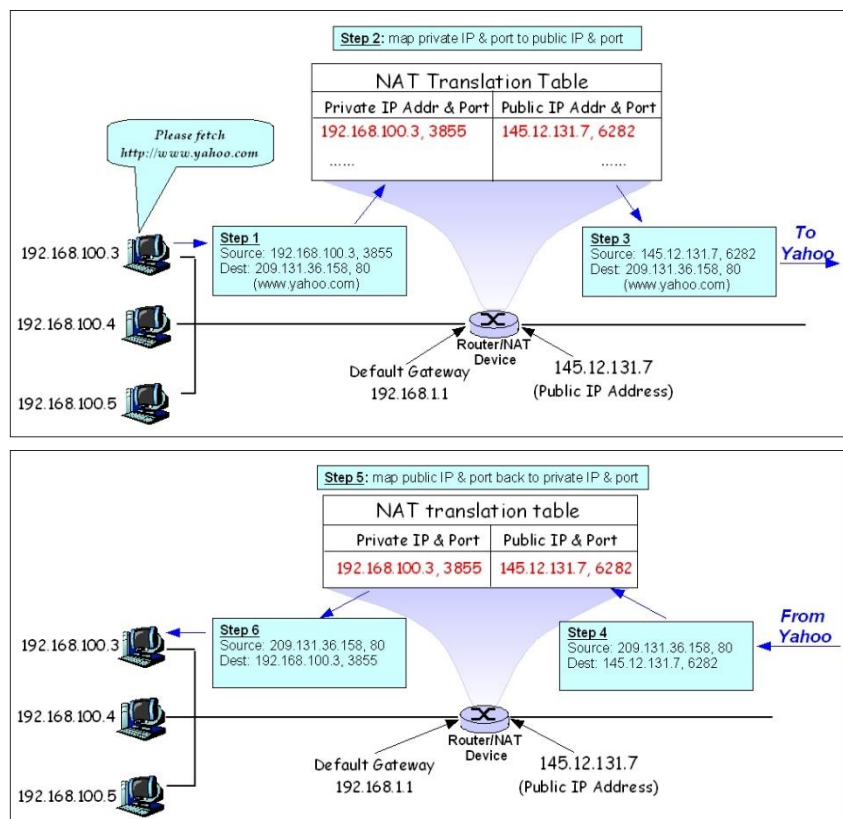 Step 2: map private IP & port to public IP & port
NAT Translation Table
Private IP Addr & Port
Public IP Addr & Port
192.168.100.3, 3855
145.12.131.7, 6282
......
......
Please fetch
http://www.yahoo.com
192.168.100.3
Step 1
Source: 192.168.100.3, 3855
Dest: 209.131.36.158, 80
(www.yahoo.com)
Step 3
Source: 145.12.131.7, 6282
Dest: 209.131.36.158, 80
(www.yahoo.com)
To
Yahoo
192.168.100.4
Router/NAT
Device
Default Gateway
192.168.1.1
145.12.131.7
(Public IP Address)
192.168.100.5
Step 5: map public IP & port back to private IP & port
NAT translation table
Private IP & Port
Public IP & Port
192.168.100.3, 3855
145.12.131.7, 6282
192.168.100.3
Step 6
Source: 209.131.36.158, 80
Dest: 192.168.100.3, 3855
Step 4
Source: 209.131.36.158, 80
Dest: 145.12.131.7, 6282
From
Yahoo
192.168.100.4
Router/NAT
Device
Default Gateway
192.168.1.1
145.12.131.7
(Public IP Address)
192.168.100.5